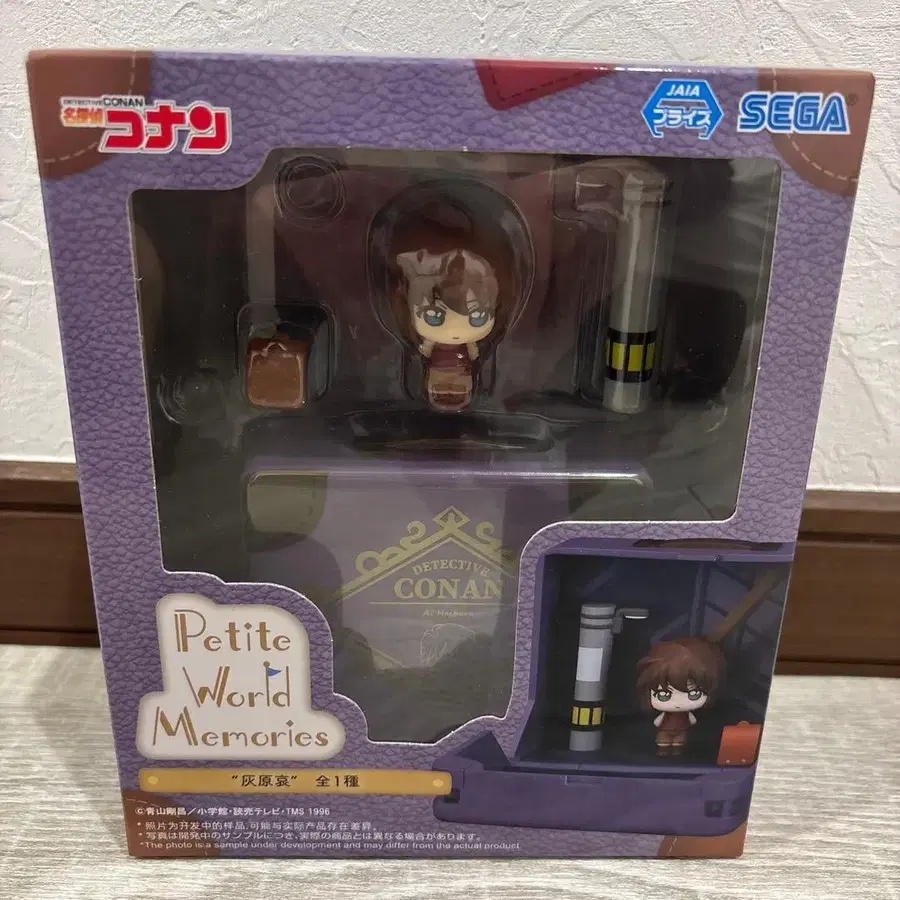 DETECTIVE CONAN
名探偵
コナン
JAIA
プライズ
SEGA
DETECTIVE
CONAN
Ai Haibara
Petite
World
Memories
"灰原哀" 全1種
©青山剛昌／小学館・読売テレビ・TMS 1996
* 照片为开发中的样品,可能与实际产品存在差异。
* 写真は開発中のサンプルにつき、実際の商品とは異なる場合があります。
*The photo is a sample under development and may differ from the actual product